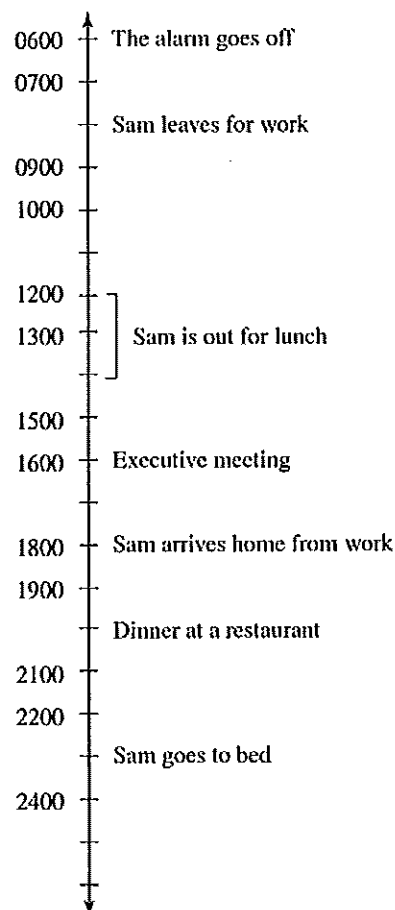 0600 The alarm goes off
0700
Sam leaves for work
0900
1000
1200
1300 Sam is out for lunch
1500
1600 Executive meeting
1800 Sam arrives home from work
1900
Dinner at a restaurant
2100
2200
Sam goes to bed
2400